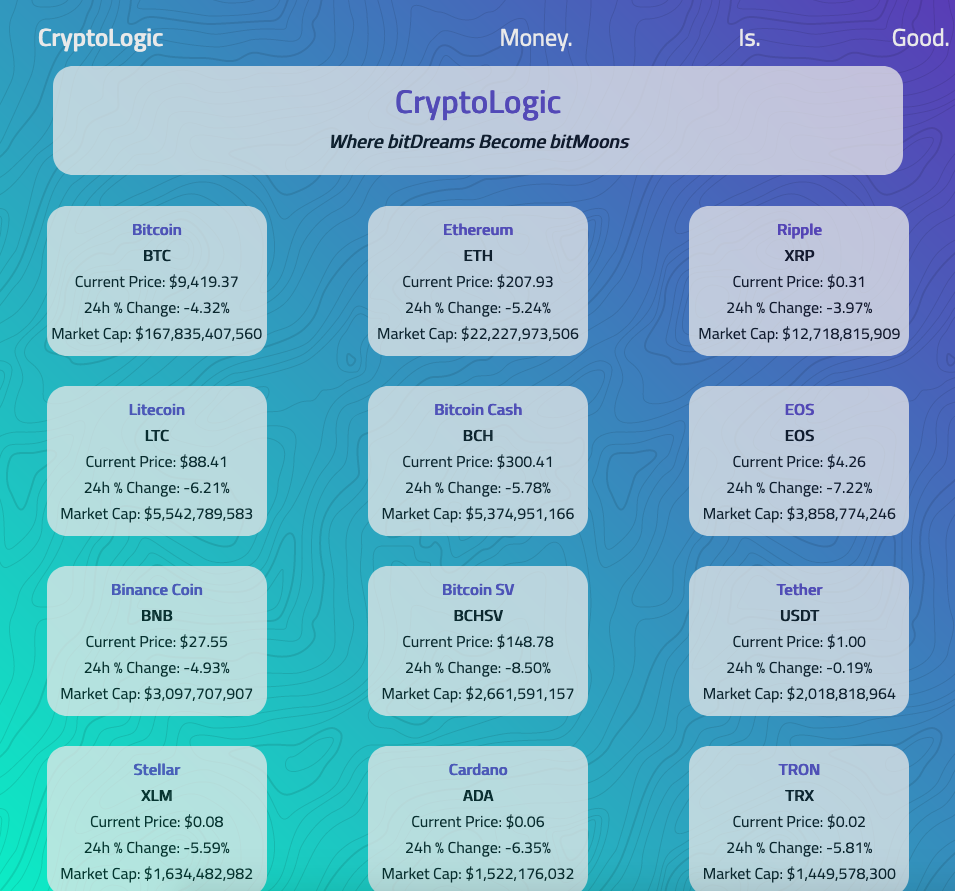 CryptoLogic Money. Is. Good.
CryptoLogic
Where bitDreams Become bitMoons
Bitcoin
BTC
Current Price: $9,419.37
24h % Change: -4.32%
Market Cap: $167,835,407,560
Ethereum
ETH
Current Price: $207.93
24h % Change: -5.24%
Market Cap: $22,227,973,506
Ripple
XRP
Current Price: $0.31
24h % Change: -3.97%
Market Cap: $12,718,815,909
Litecoin
LTC
Current Price: $88.41
24h % Change: -6.21%
Market Cap: $5,542,789,583
Bitcoin Cash
BCH
Current Price: $300.41
24h % Change: -5.78%
Market Cap: $5,374,951,166
EOS
EOS
Current Price: $4.26
24h % Change: -7.22%
Market Cap: $3,858,774,246
Binance Coin
BNB
Current Price: $27.55
24h % Change: -4.93%
Market Cap: $3,097,707,907
Bitcoin SV
BCHSV
Current Price: $148.78
24h % Change: -8.50%
Market Cap: $2,661,591,157
Tether
USDT
Current Price: $1.00
24h % Change: -0.19%
Market Cap: $2,018,818,964
Stellar
XLM
Current Price: $0.08
24h % Change: -5.59%
Market Cap: $1,634,482,982
Cardano
ADA
Current Price: $0.06
24h % Change: -6.35%
Market Cap: $1,522,176,032
TRON
TRX
Current Price: $0.02
24h % Change: -5.81%
Market Cap: $1,449,578,300